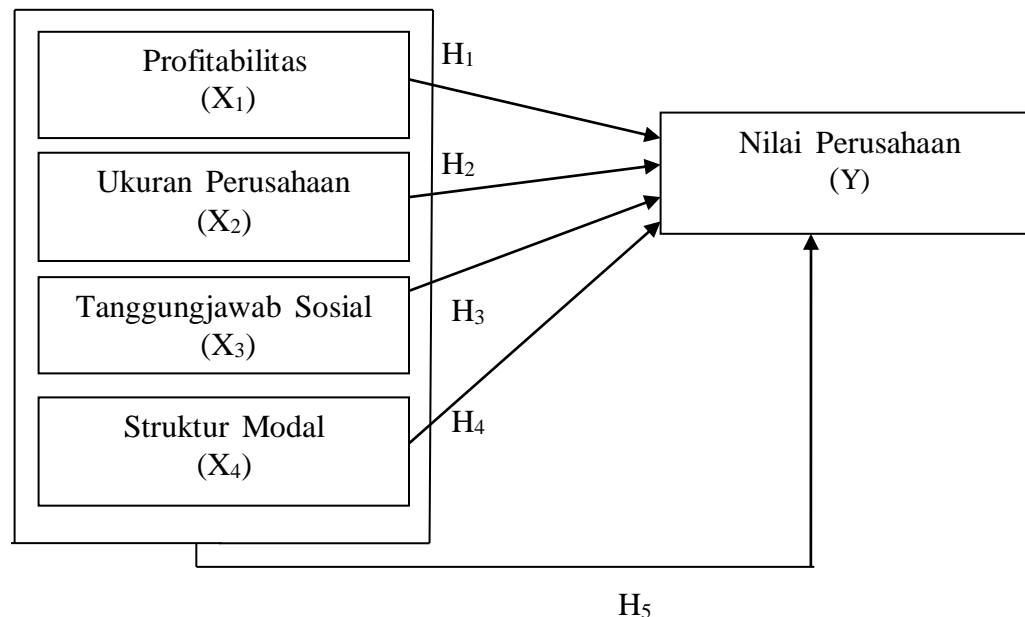 Profitabilitas
(X₁)
H₁
Ukuran Perusahaan
(X₂)
H₂
Nilai Perusahaan
(Y)
Tanggungjawab Sosial
(X₃)
H₃
Struktur Modal
(X₄)
H₄
H₅